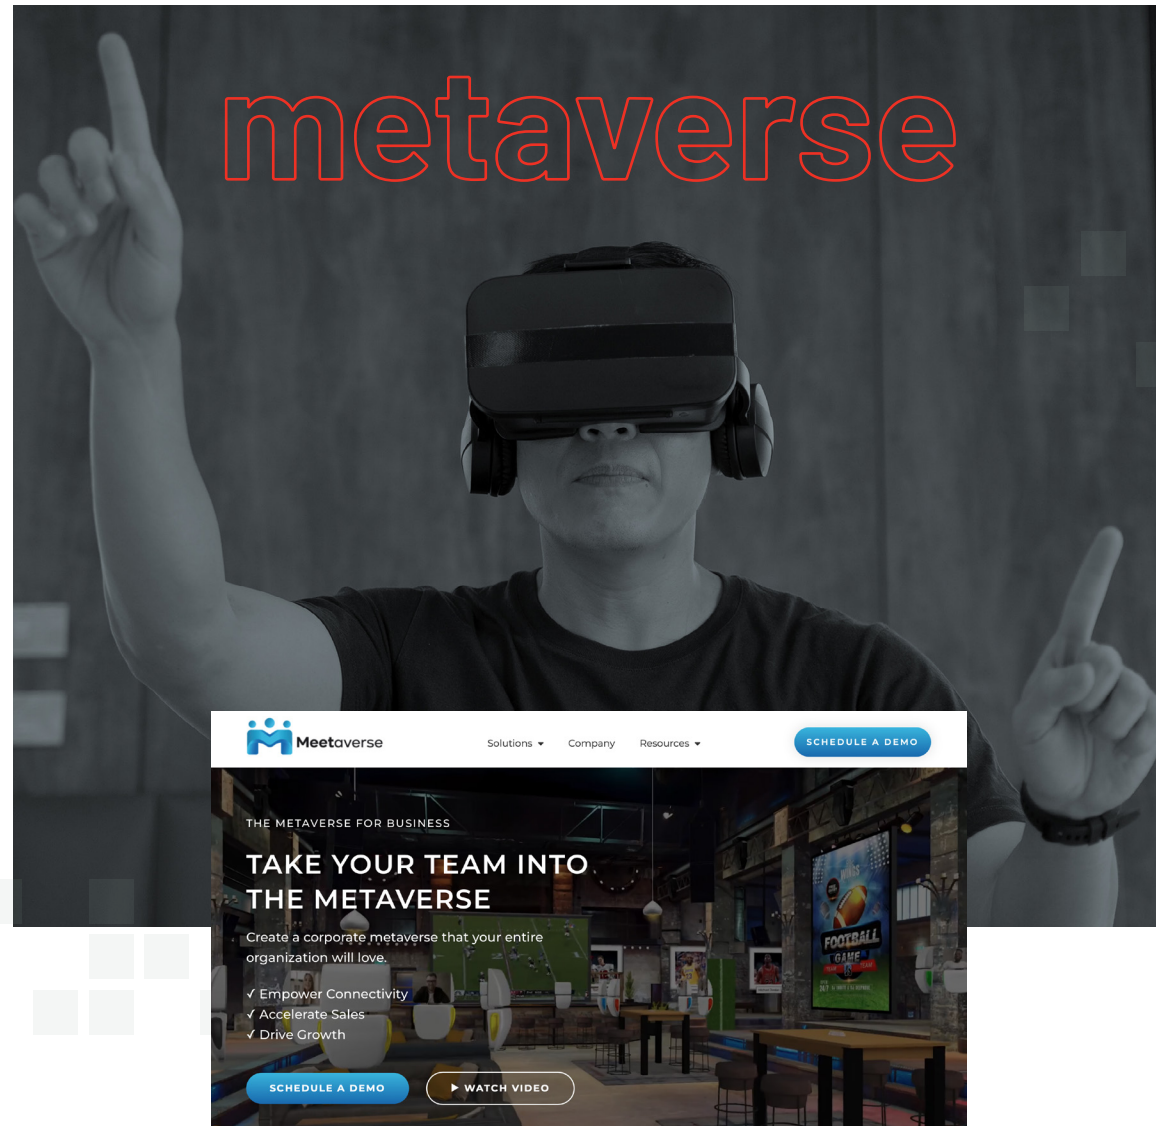 metaverse
Meetaverse
Solutions
Company
Resources
SCHEDULE A DEMO
THE METAVERSE FOR BUSINESS
TAKE YOUR TEAM INTO
THE METAVERSE
Create a corporate metaverse that your entire
organization will love.
✓ Empower Connectivity
✓ Accelerate Sales
✓ Drive Growth
SCHEDULE A DEMO
WATCH VIDEO
WINGS
FOOTBALL
GAME